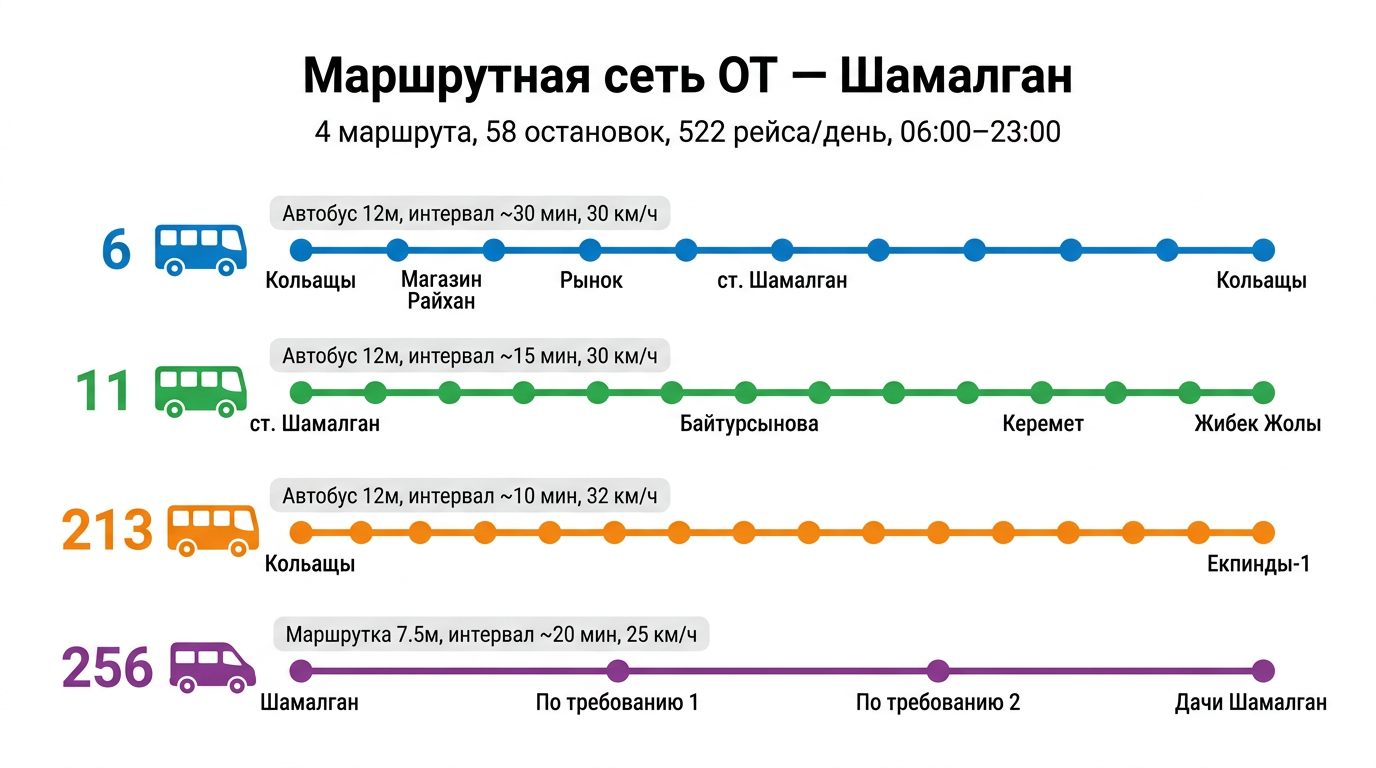 Маршрутная сеть ОТ — Шамалган
4 маршрута, 58 остановок, 522 рейса/день, 06:00–23:00
6
Автобус 12м, интервал ~30 мин, 30 км/ч
Кольащы
Магазин
Райхан
Рынок
ст. Шамалган
Кольащы
11
Автобус 12м, интервал ~15 мин, 30 км/ч
ст. Шамалган
Байтурсынова
Керемет
Жибек Жолы
213
Автобус 12м, интервал ~10 мин, 32 км/ч
Кольащы
Екпинды-1
256
Маршрутка 7.5м, интервал ~20 мин, 25 км/ч
Шамалган
По требованию 1
По требованию 2
Дачи Шамалган